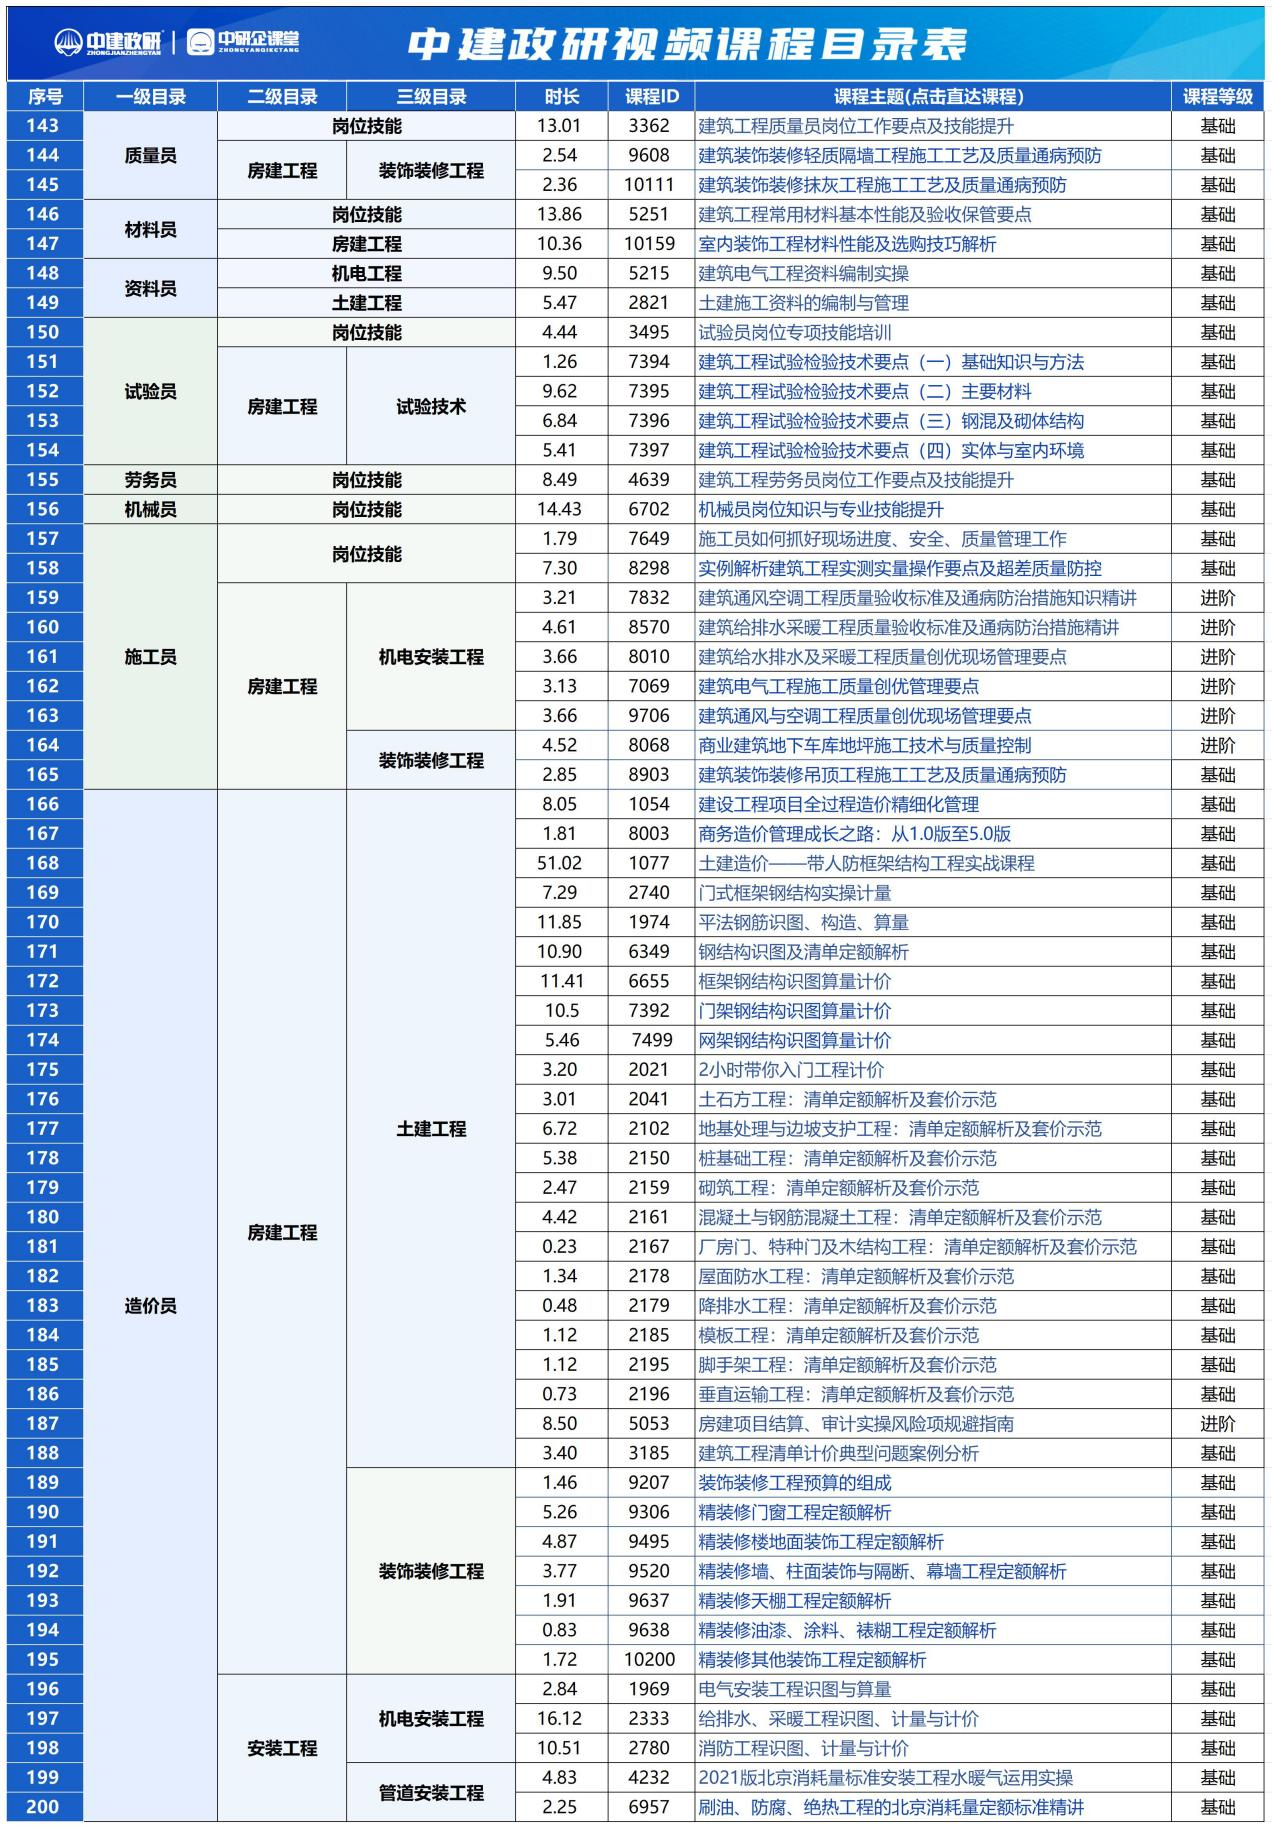 中建政研 ZHONGJIANZHENGYAN 中研企课堂 ZHONGYANQIKETANG 中建政研视频课程目录表
序号 一级目录 二级目录 三级目录 时长 课程ID 课程主题(点击直达课程) 课程等级
143 质量员 岗位技能 13.01 3362 建筑工程质量员岗位工作要点及技能提升 基础
144 房建工程 装饰装修工程 2.54 9608 建筑装饰装修轻质隔墙工程施工工艺及质量通病预防 基础
145 2.36 10111 建筑装饰装修抹灰工程施工工艺及质量通病预防 基础
146 材料员 岗位技能 13.86 5251 建筑工程常用材料基本性能及验收保管要点 基础
147 房建工程 10.36 10159 室内装饰工程材料性能及选购技巧解析 基础
148 资料员 机电工程 9.50 5215 建筑电气工程资料编制实操 基础
149 土建工程 5.47 2821 土建施工资料的编制与管理 基础
150 试验员 岗位技能 4.44 3495 试验员岗位专项技能培训 基础
151 房建工程 试验技术 1.26 7394 建筑工程试验检验技术要点（一）基础知识与方法 基础
152 9.62 7395 建筑工程试验检验技术要点（二）主要材料 基础
153 6.84 7396 建筑工程试验检验技术要点（三）钢混及砌体结构 基础
154 5.41 7397 建筑工程试验检验技术要点（四）实体与室内环境 基础
155 劳务员 岗位技能 8.49 4639 建筑工程劳务员岗位工作要点及技能提升 基础
156 机械员 岗位技能 14.43 6702 机械员岗位知识与专业技能提升 基础
157 施工员 岗位技能 1.79 7649 施工员如何抓好现场进度、安全、质量管理工作 基础
158 7.30 8298 实例解析建筑工程实测实量操作要点及超差质量防控 基础
159 房建工程 机电安装工程 3.21 7832 建筑通风空调工程质量验收标准及通病防治措施知识精讲 进阶
160 4.61 8570 建筑给排水采暖工程质量验收标准及通病防治措施精讲 进阶
161 3.66 8010 建筑给水排水及采暖工程质量创优现场管理要点 进阶
162 3.13 7069 建筑电气工程施工质量创优管理要点 进阶
163 3.66 9706 建筑通风与空调工程质量创优现场管理要点 进阶
164 装饰装修工程 4.52 8068 商业建筑地下车库地坪施工技术与质量控制 进阶
165 2.85 8903 建筑装饰装修吊顶工程施工工艺及质量通病预防 基础
166 造价员 房建工程 土建工程 8.05 1054 建设工程项目全过程造价精细化管理 基础
167 1.81 8003 商务造价管理成长之路：从1.0版至5.0版 基础
168 51.02 1077 土建造价——带人防框架结构工程实战课程 基础
169 7.29 2740 门式框架钢结构实操计量 基础
170 11.85 1974 平法钢筋识图、构造、算量 基础
171 10.90 6349 钢结构识图及清单定额解析 基础
172 11.41 6655 框架钢结构识图算量计价 基础
173 10.5 7392 门架钢结构识图算量计价 基础
174 5.46 7499 网架钢结构识图算量计价 基础
175 3.20 2021 2小时带你入门工程计价 基础
176 3.01 2041 土石方工程：清单定额解析及套价示范 基础
177 6.72 2102 地基处理与边坡支护工程：清单定额解析及套价示范 基础
178 5.38 2150 桩基础工程：清单定额解析及套价示范 基础
179 2.47 2159 砌筑工程：清单定额解析及套价示范 基础
180 4.42 2161 混凝土与钢筋混凝土工程：清单定额解析及套价示范 基础
181 0.23 2167 厂房门、特种门及木结构工程：清单定额解析及套价示范 基础
182 1.34 2178 屋面防水工程：清单定额解析及套价示范 基础
183 0.48 2179 降排水工程：清单定额解析及套价示范 基础
184 1.12 2185 模板工程：清单定额解析及套价示范 基础
185 1.12 2195 脚手架工程：清单定额解析及套价示范 基础
186 0.73 2196 垂直运输工程：清单定额解析及套价示范 基础
187 8.50 5053 房建项目结算、审计实操风险项规避指南 进阶
188 3.40 3185 建筑工程清单计价典型问题案例分析 基础
189 装饰装修工程 1.46 9207 装饰装修工程预算的组成 基础
190 5.26 9306 精装修门窗工程定额解析 基础
191 4.87 9495 精装修楼地面装饰工程定额解析 基础
192 3.77 9520 精装修墙、柱面装饰与隔断、幕墙工程定额解析 基础
193 1.91 9637 精装修天棚工程定额解析 基础
194 0.83 9638 精装修油漆、涂料、裱糊工程定额解析 基础
195 1.72 10200 精装修其他装饰工程定额解析 基础
196 安装工程 机电安装工程 2.84 1969 电气安装工程识图与算量 基础
197 16.12 2333 给排水、采暖工程识图、计量与计价 基础
198 10.51 2780 消防工程识图、计量与计价 基础
199 管道安装工程 4.83 4232 2021版北京消耗量标准安装工程水暖气运用实操 基础
200 2.25 6957 刷油、防腐、绝热工程的北京消耗量定额标准精讲 基础